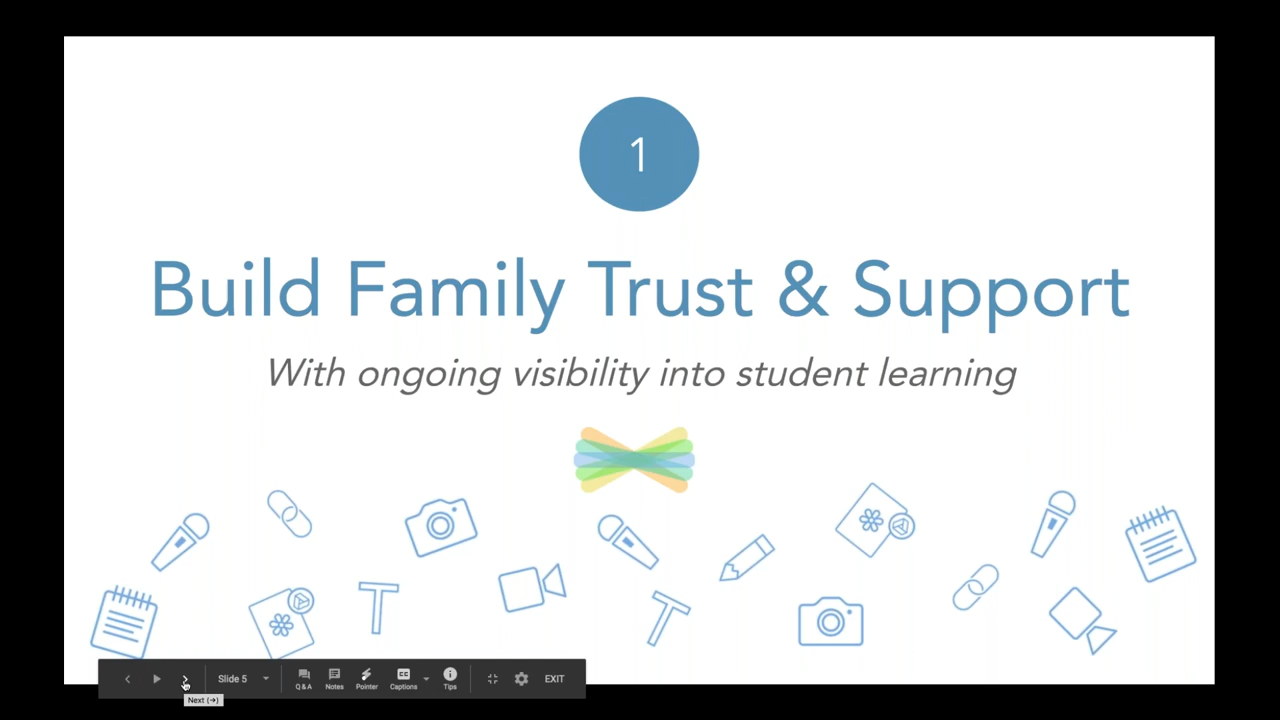 1
Build Family Trust & Support
With ongoing visibility into student learning
T
T
Slide 5
Q&A
Notes
Pointer
CC
Captions
Tips
EXIT
Next (→)